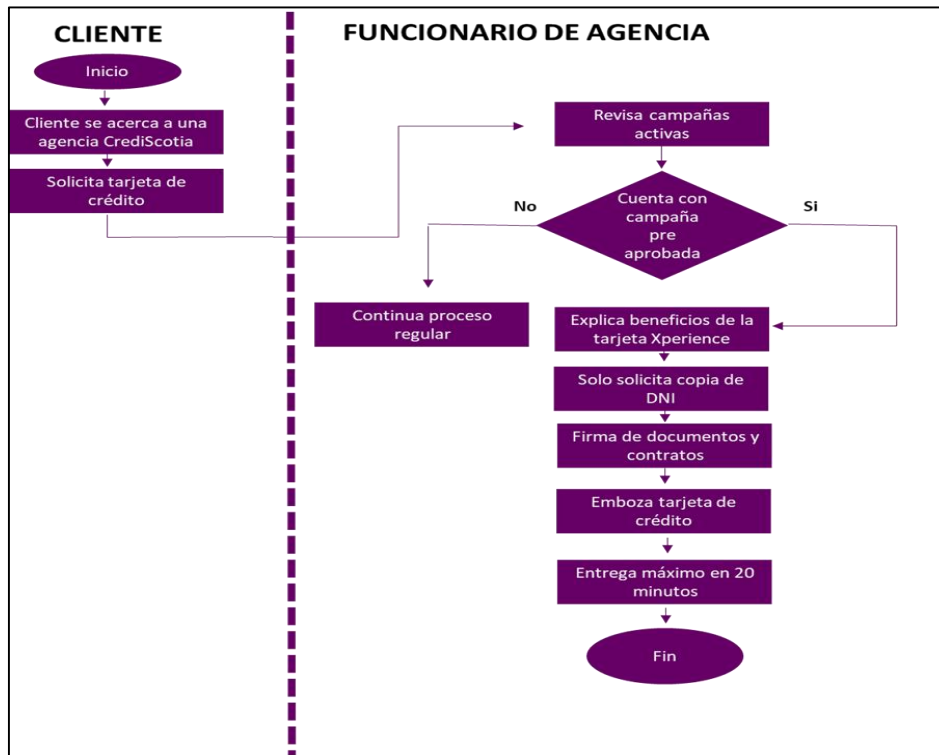 CLIENTE
Inicio
Cliente se acerca a una
agencia CrediScotia
Solicita tarjeta de
crédito
FUNCIONARIO DE AGENCIA
Revisa campañas
activas
Cuenta con
campaña
pre
aprobada
No
Si
Continua proceso
regular
Explica beneficios de la
tarjeta Xperience
Solo solicita copia de
DNI
Firma de documentos y
contratos
Emboza tarjeta de
crédito
Entrega máximo en 20
minutos
Fin